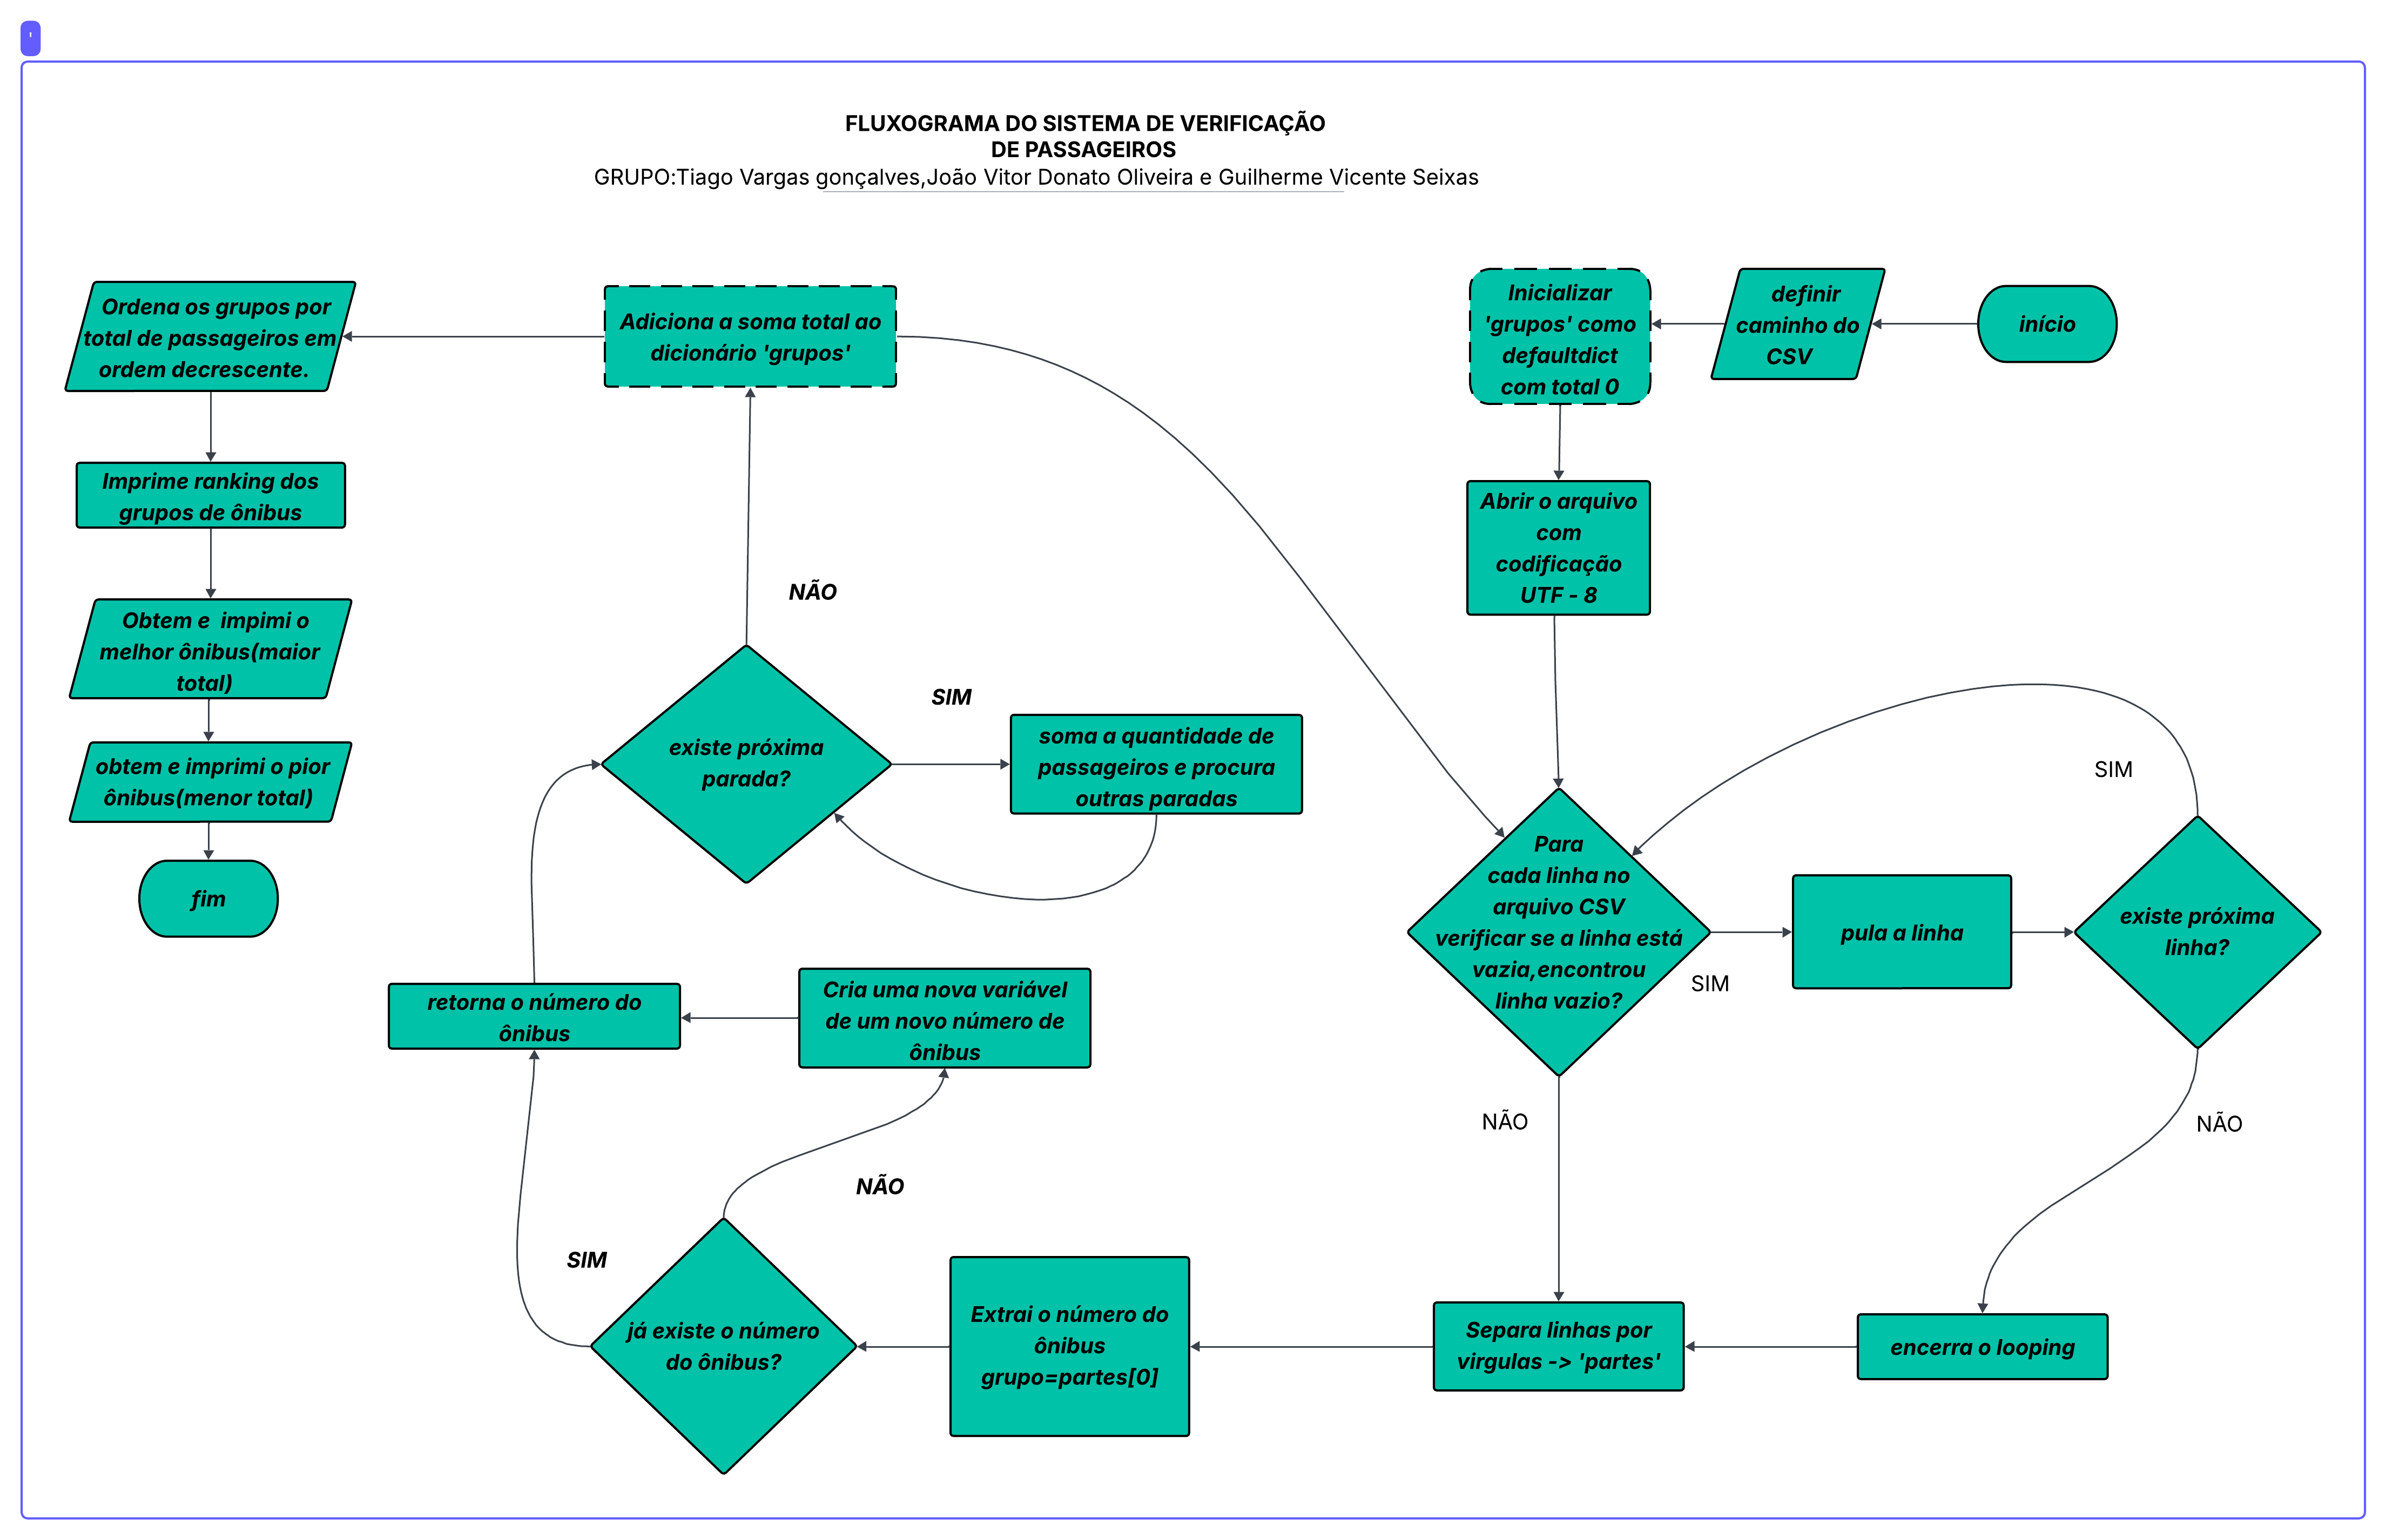 '
FLUXOGRAMA DO SISTEMA DE VERIFICAÇÃO
DE PASSAGEIROS
GRUPO:Tiago Vargas gonçalves,João Vitor Donato Oliveira e Guilherme Vicente Seixas
início
definir
caminho do
CSV
Inicializar
'grupos' como
defaultdict
com total 0
Abrir o arquivo
com
codificação
UTF - 8
Para
cada linha no
arquivo CSV
verificar se a linha está
vazia,encontrou
linha vazio?
SIM
pula a linha
existe próxima
linha?
SIM
NÃO
encerra o looping
NÃO
Separa linhas por
virgulas -> 'partes'
Extrai o número do
ônibus
grupo=partes[0]
já existe o número
do ônibus?
NÃO
Cria uma nova variável
de um novo número de
ônibus
SIM
retorna o número do
ônibus
existe próxima
parada?
SIM
soma a quantidade de
passageiros e procura
outras paradas
NÃO
Adiciona a soma total ao
dicionário 'grupos'
Ordena os grupos por
total de passageiros em
ordem decrescente.
Imprime ranking dos
grupos de ônibus
Obtem e  impimi o
melhor ônibus(maior
total)
obtem e imprimi o pior
ônibus(menor total)
fim